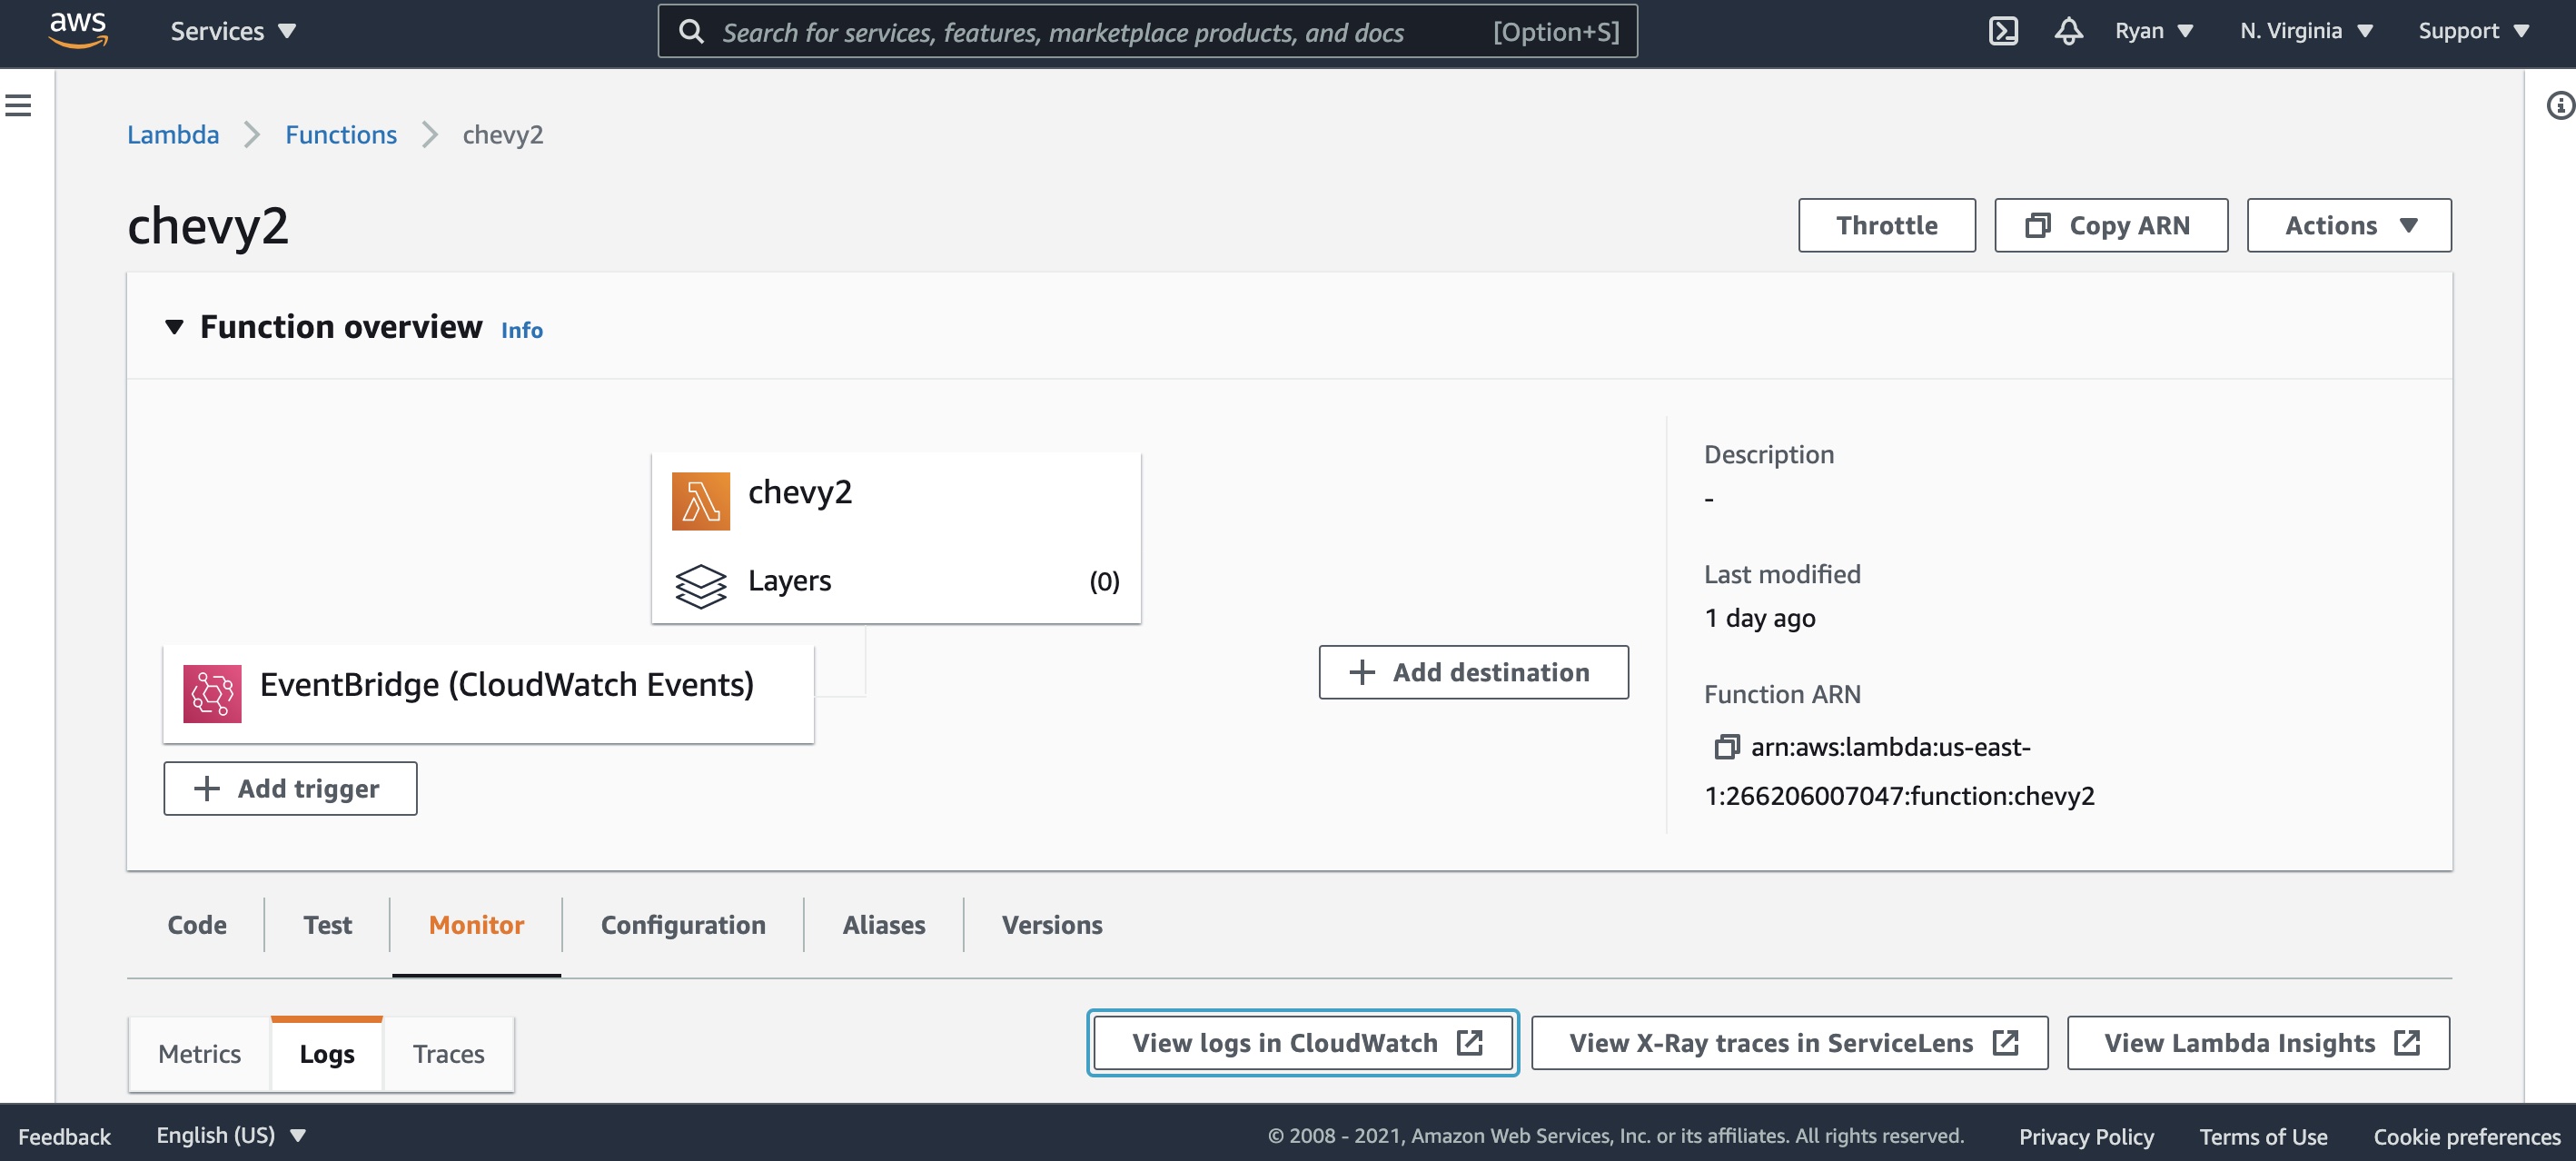 aws Services Search for services, features, marketplace products, and docs [Option+S] Ryan N. Virginia Support
Lambda Functions chevy2
chevy2 Throttle Copy ARN Actions
Function overview Info
chevy2
Layers (0)
EventBridge (CloudWatch Events)
Add trigger
Add destination
Description
-
Last modified
1 day ago
Function ARN
arn:aws:lambda:us-east-
1:266206007047:function:chevy2
Code Test Monitor Configuration Aliases Versions
Metrics Logs Traces View logs in CloudWatch View X-Ray traces in ServiceLens View Lambda Insights
Feedback English (US) © 2008 - 2021, Amazon Web Services, Inc. or its affiliates. All rights reserved. Privacy Policy Terms of Use Cookie preferences